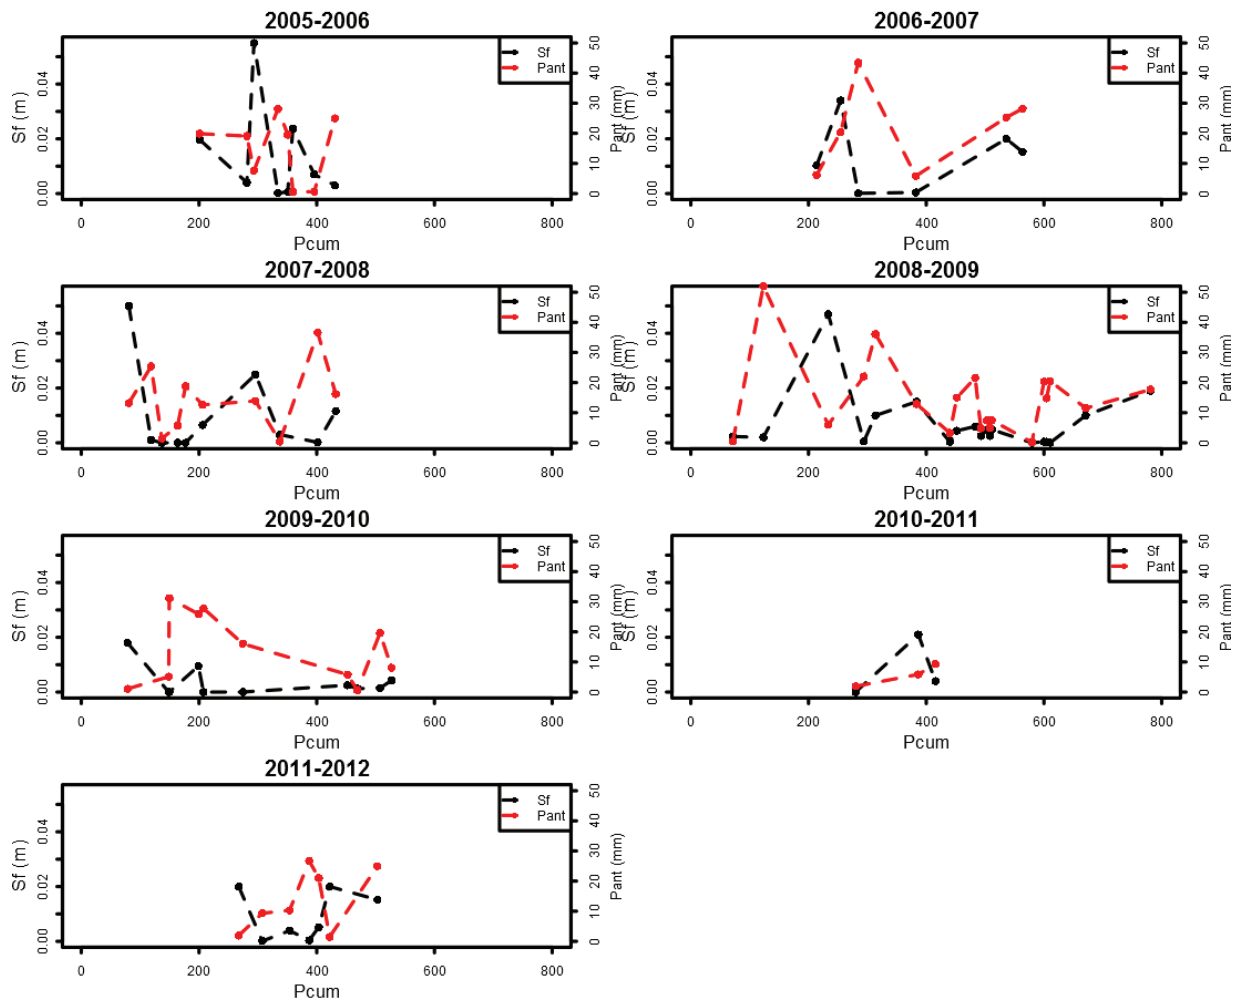 2005-2006
Sf
Pant
Sf (m)
0.00 0.02 0.04
Pant (mm)
0 10 20 30 40 50
0 200 400 600 800
Pcum
2006-2007
Sf
Pant
Sf (m)
0.00 0.02 0.04
Pant (mm)
0 10 20 30 40 50
0 200 400 600 800
Pcum
2007-2008
Sf
Pant
Sf (m)
0.00 0.02 0.04
Pant (mm)
0 10 20 30 40 50
0 200 400 600 800
Pcum
2008-2009
Sf
Pant
Sf (m)
0.00 0.02 0.04
Pant (mm)
0 10 20 30 40 50
0 200 400 600 800
Pcum
2009-2010
Sf
Pant
Sf (m)
0.00 0.02 0.04
Pant (mm)
0 10 20 30 40 50
0 200 400 600 800
Pcum
2010-2011
Sf
Pant
Sf (m)
0.00 0.02 0.04
Pant (mm)
0 10 20 30 40 50
0 200 400 600 800
Pcum
2011-2012
Sf
Pant
Sf (m)
0.00 0.02 0.04
Pant (mm)
0 10 20 30 40 50
0 200 400 600 800
Pcum